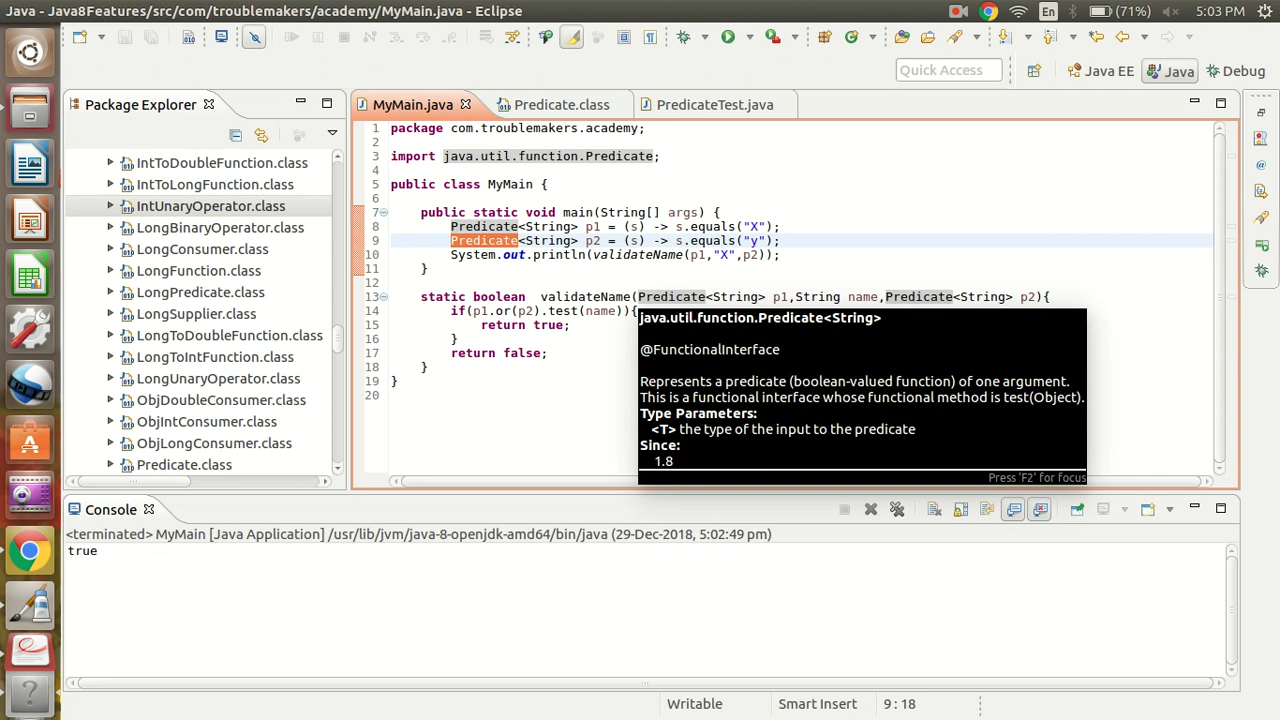 Java - Java8Features/src/com/troublemakers/academy/MyMain.java - Eclipse
En (71%) 5:03 PM
Quick Access
Java EE Java Debug
Package Explorer
IntToDoubleFunction.class
IntToLongFunction.class
IntUnaryOperator.class
LongBinaryOperator.class
LongConsumer.class
LongFunction.class
LongPredicate.class
LongSupplier.class
LongToDoubleFunction.class
LongToIntFunction.class
LongUnaryOperator.class
ObjDoubleConsumer.class
ObjIntConsumer.class
ObjLongConsumer.class
Predicate.class
MyMain.java Predicate.class PredicateTest.java
1 package com.troublemakers.academy;
2
3 import java.util.function.Predicate;
4
5 public class MyMain {
6
7 public static void main(String[] args) {
8 Predicate<String> p1 = (s) -> s.equals("X");
9 Predicate<String> p2 = (s) -> s.equals("y");
10 System.out.println(validateName(p1,"X",p2));
11 }
12
13 static boolean validateName(Predicate<String> p1,String name,Predicate<String> p2){
14 if(p1.or(p2).test(name)){
15 return true;
16 }
17 return false;
18 }
19 }
20
java.util.function.Predicate<String>
@FunctionalInterface
Represents a predicate (boolean-valued function) of one argument.
This is a functional interface whose functional method is test(Object).
Type Parameters:
<T> the type of the input to the predicate
Since:
1.8
Press 'F2' for focus
Console
<terminated> MyMain [Java Application] /usr/lib/jvm/java-8-openjdk-amd64/bin/java (29-Dec-2018, 5:02:49 pm)
true
Writable Smart Insert 9 : 18